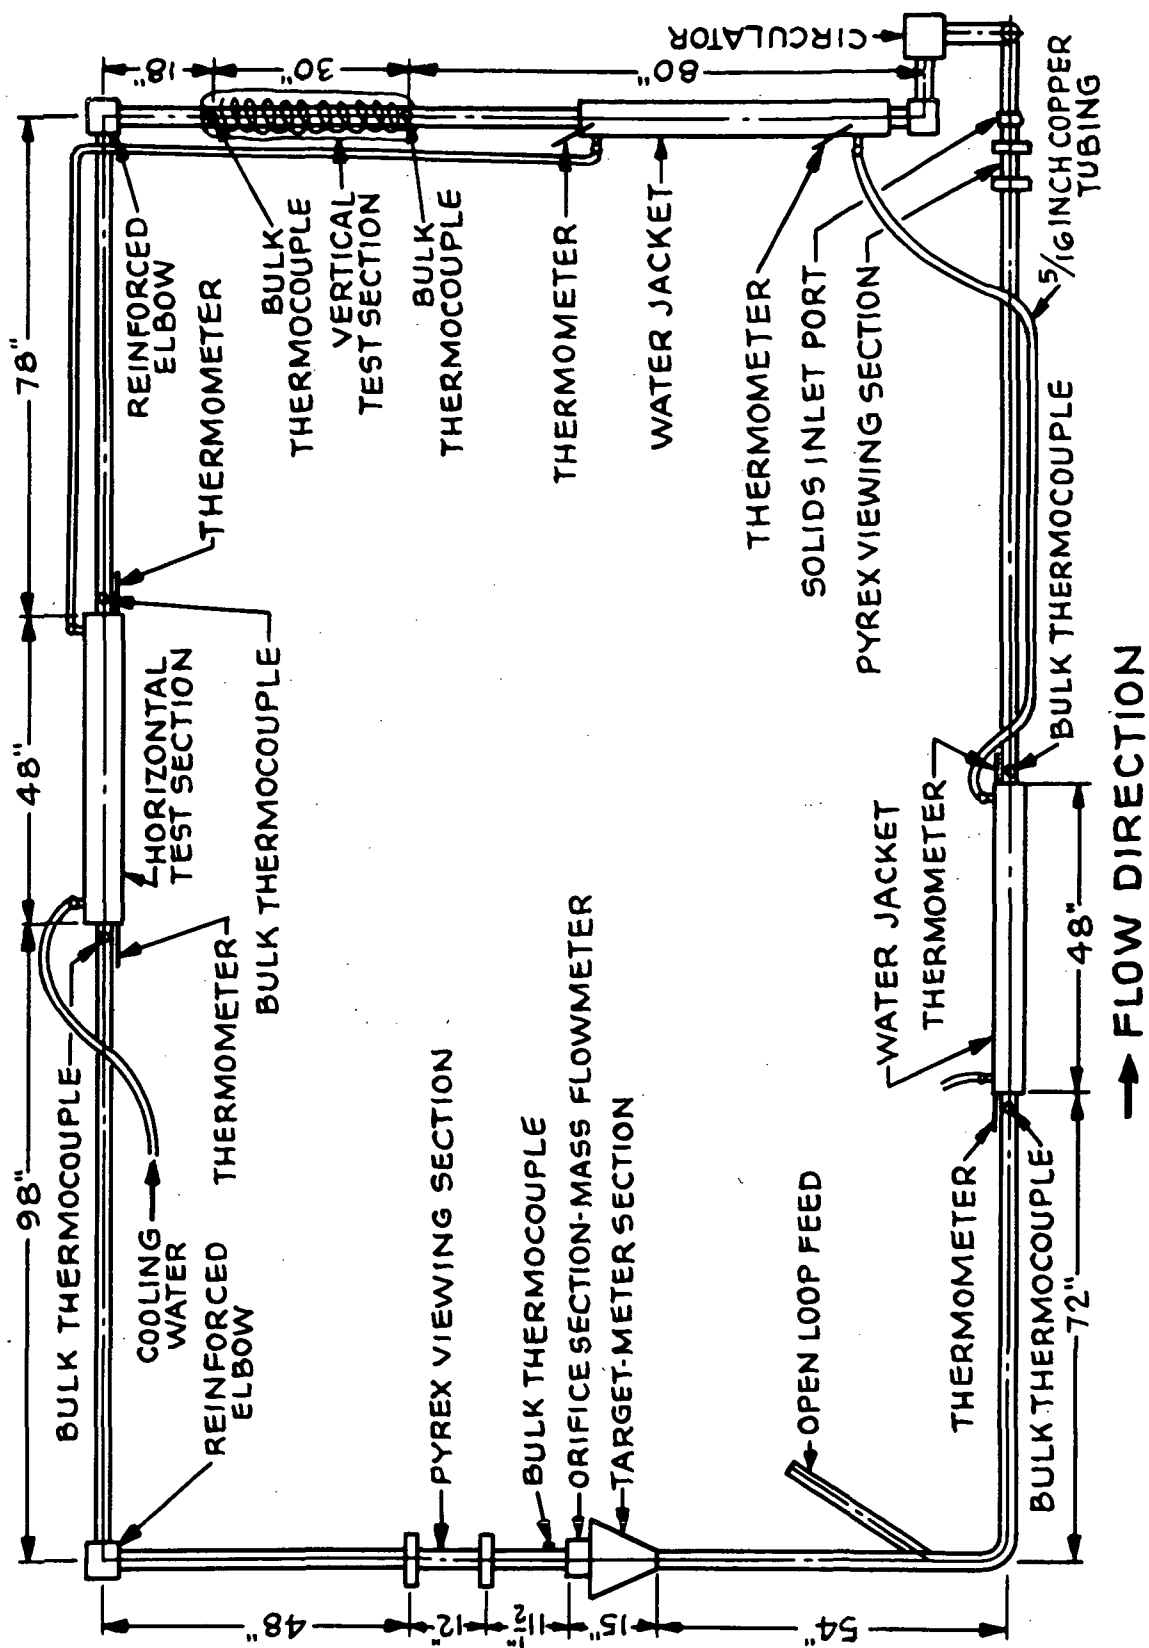 98"
48"
78"
18"
30"
80"
CIRCULATOR
BULK THERMOCOUPLE
COOLING
WATER
REINFORCED
ELBOW
THERMOMETER
HORIZONTAL
TEST SECTION
BULK THERMOCOUPLE
THERMOMETER
REINFORCED
ELBOW
BULK
THERMOCOUPLE
VERTICAL
TEST SECTION
BULK
THERMOCOUPLE
THERMOMETER
WATER JACKET
THERMOMETER
SOLIDS INLET PORT
PYREX VIEWING SECTION
5/16 INCH COPPER
TUBING
48"
12"
11 1/2"
15"
54"
PYREX VIEWING SECTION
BULK THERMOCOUPLE
ORIFICE SECTION-MASS FLOWMETER
TARGET-METER SECTION
OPEN LOOP FEED
WATER JACKET
THERMOMETER
THERMOMETER
BULK THERMOCOUPLE
BULK THERMOCOUPLE
72"
48"
FLOW DIRECTION